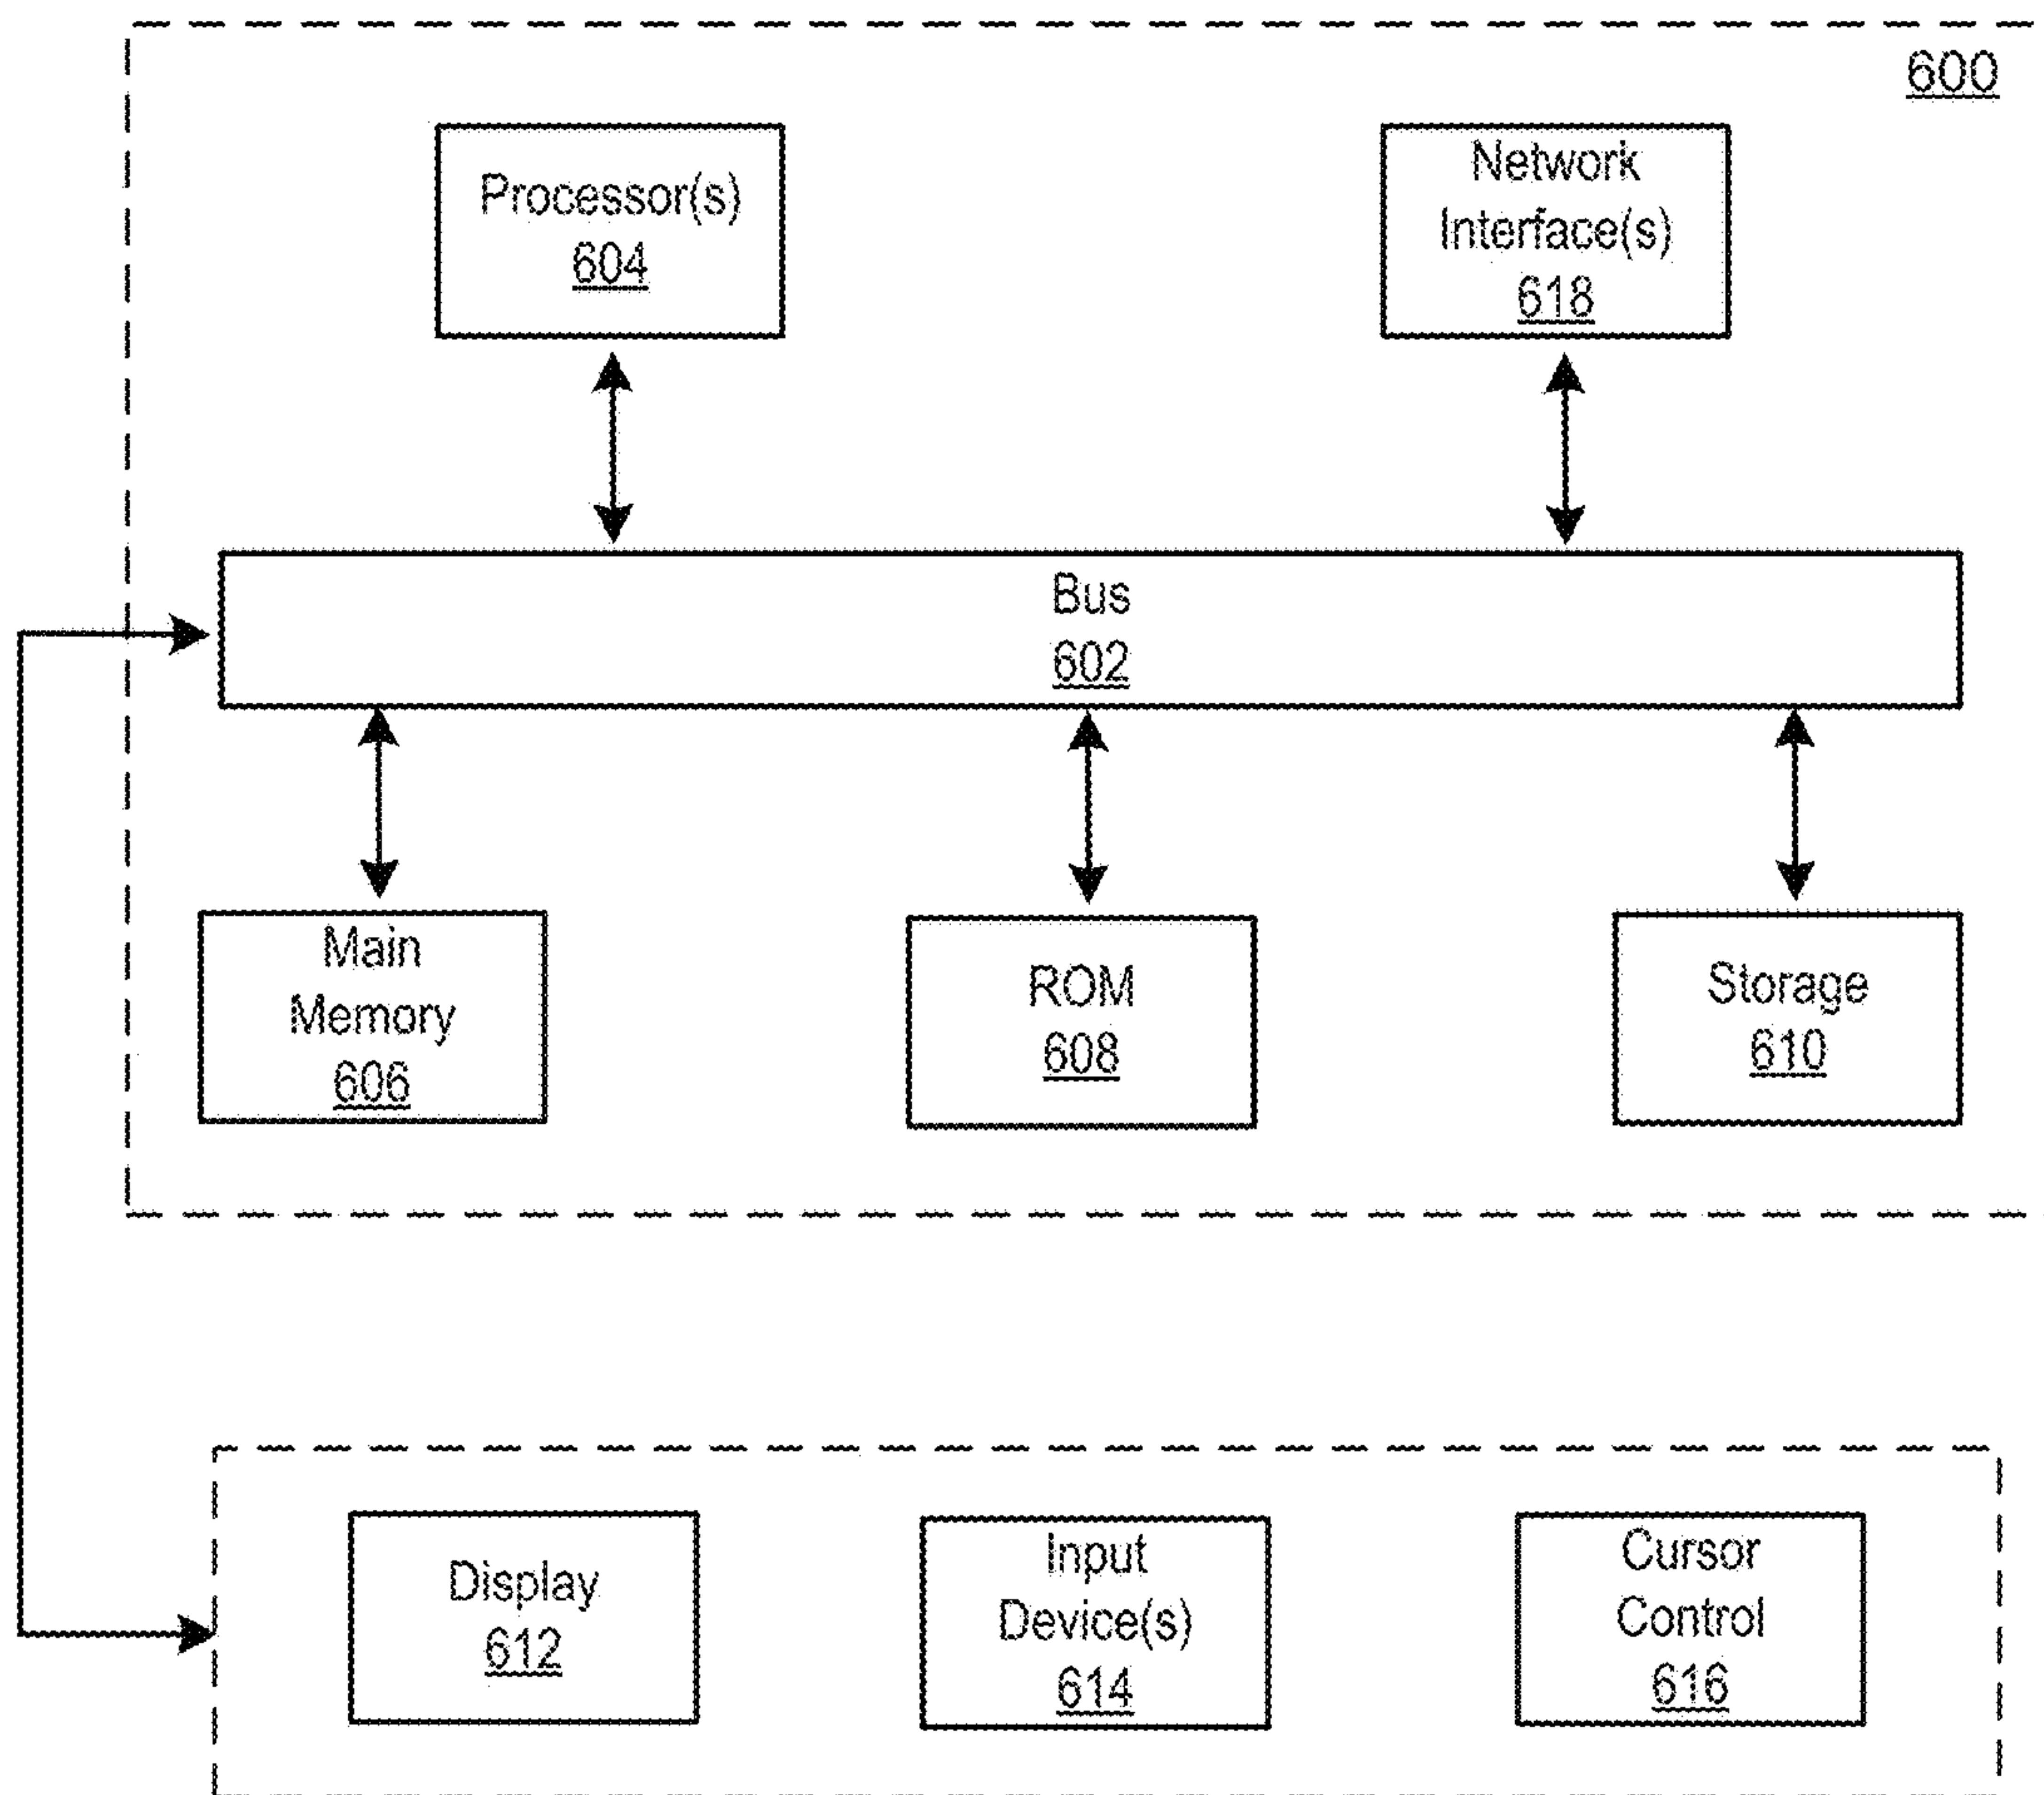 600
Processor(s)
604
Network
Interface(s)
618
Bus
602
Main
Memory
606
ROM
608
Storage
610
Display
612
Input
Device(s)
614
Cursor
Control
616